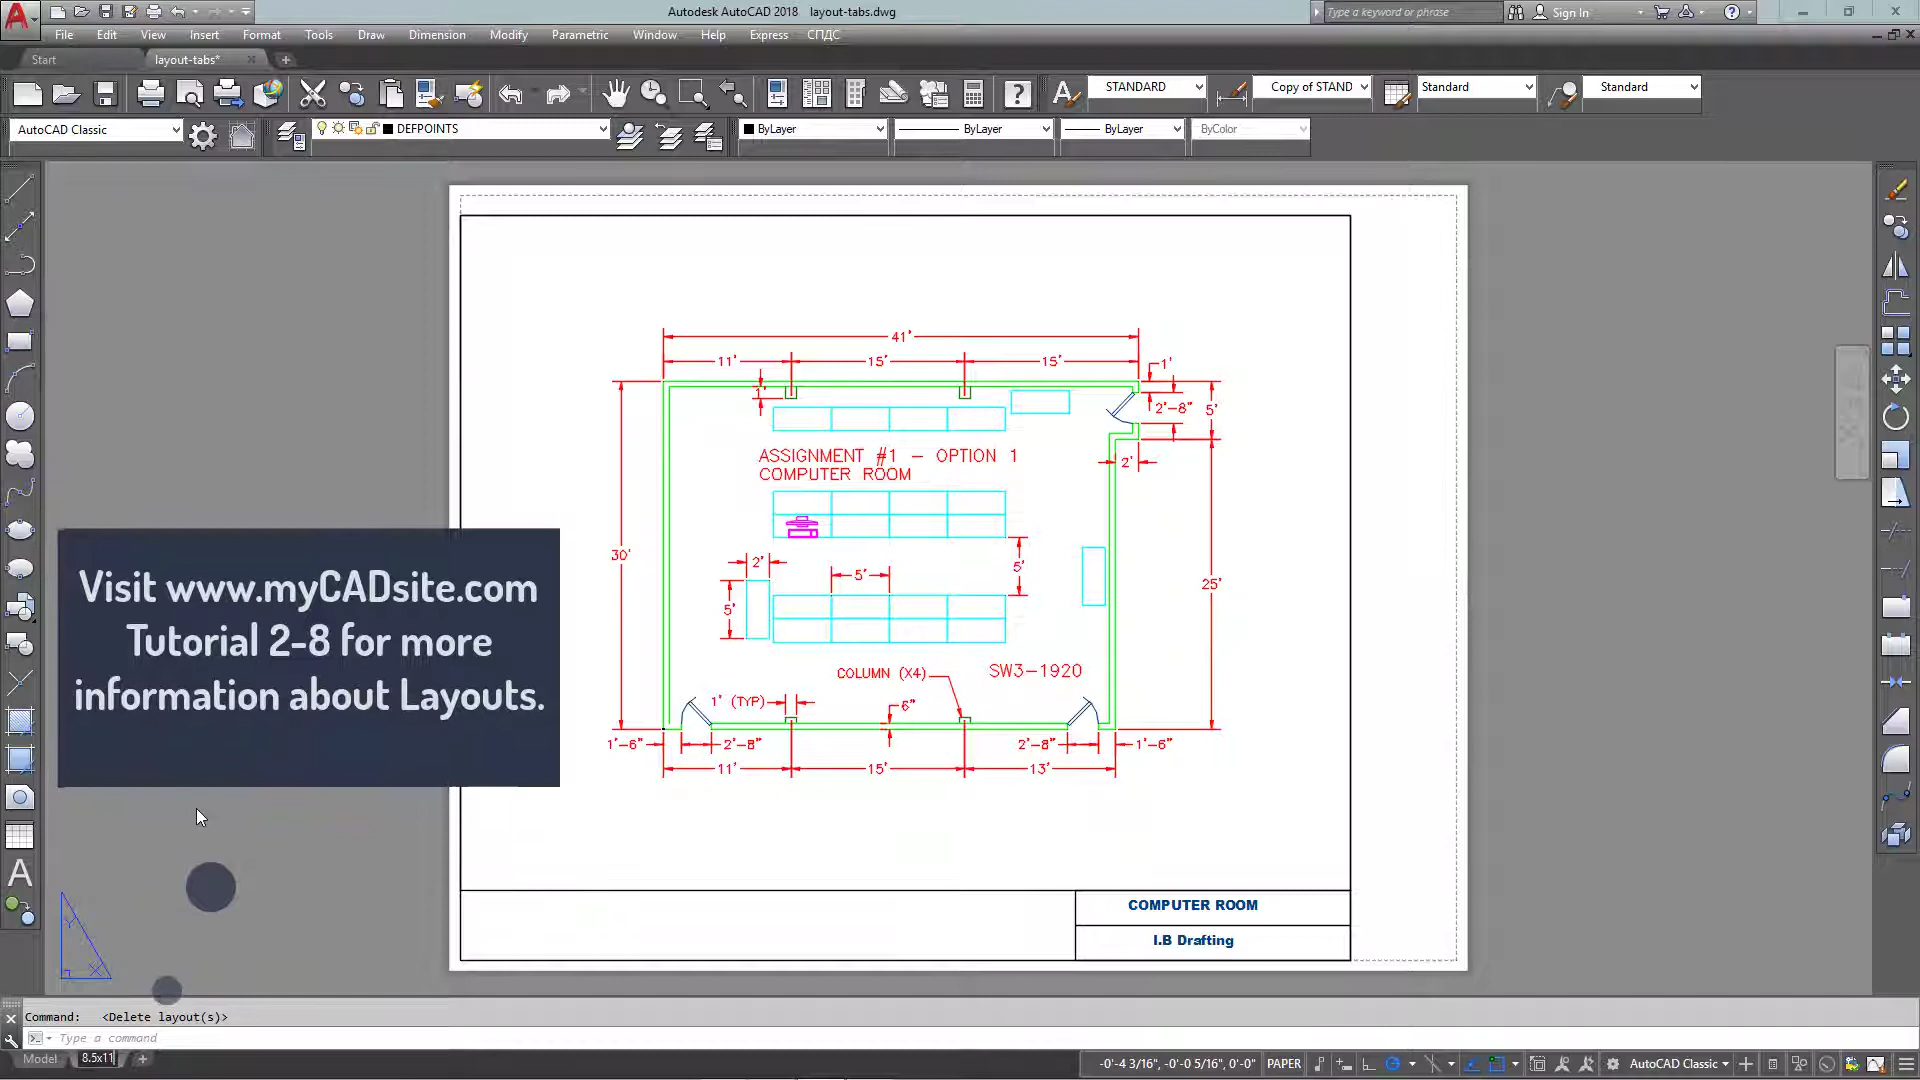 Autodesk AutoCAD 2018 layout-tabs.dwg
Type a keyword or phrase
Sign In
File Edit View Insert Format Tools Draw Dimension Modify Parametric Window Help Express СПДС
Start
layout-tabs*
STANDARD
Copy of STAND
Standard
Standard
AutoCAD Classic
DEFPOINTS
ByLayer
ByLayer
ByLayer
ByColor
41'
11'
15'
15'
1'
1'
2'-8"
5'
2'
ASSIGNMENT #1 - OPTION 1
COMPUTER ROOM
30'
2'
5'
5'
5'
25'
COLUMN (X4)
SW3-1920
1' (TYP)
6"
1'-6"
2'-8"
2'-8"
1'-6"
11'
15'
13'
Visit www.myCADsite.com
Tutorial 2-8 for more
information about Layouts.
COMPUTER ROOM
I.B Drafting
Y
X
Command: <Delete layout(s)>
Type a command
Model
8.5x11
-0'-4 3/16", -0'-0 5/16", 0'-0"
PAPER
AutoCAD Classic